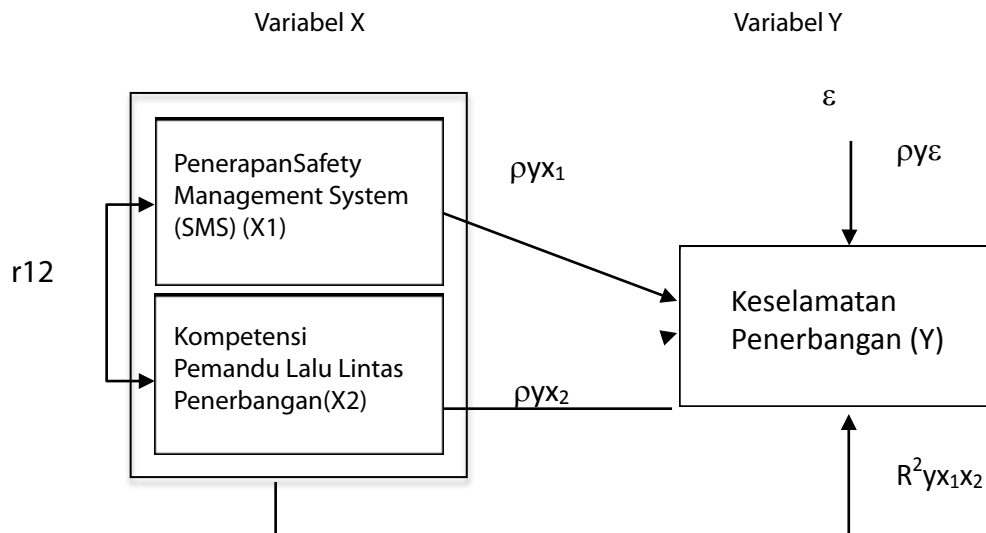 Variabel X
Variabel Y
ε
ρyε
PenerapanSafety
Management System
(SMS) (X1)
ρyx₁
r12
Keselamatan
Penerbangan (Y)
Kompetensi
Pemandu Lalu Lintas
Penerbangan(X2)
ρyx₂
R²yx₁x₂